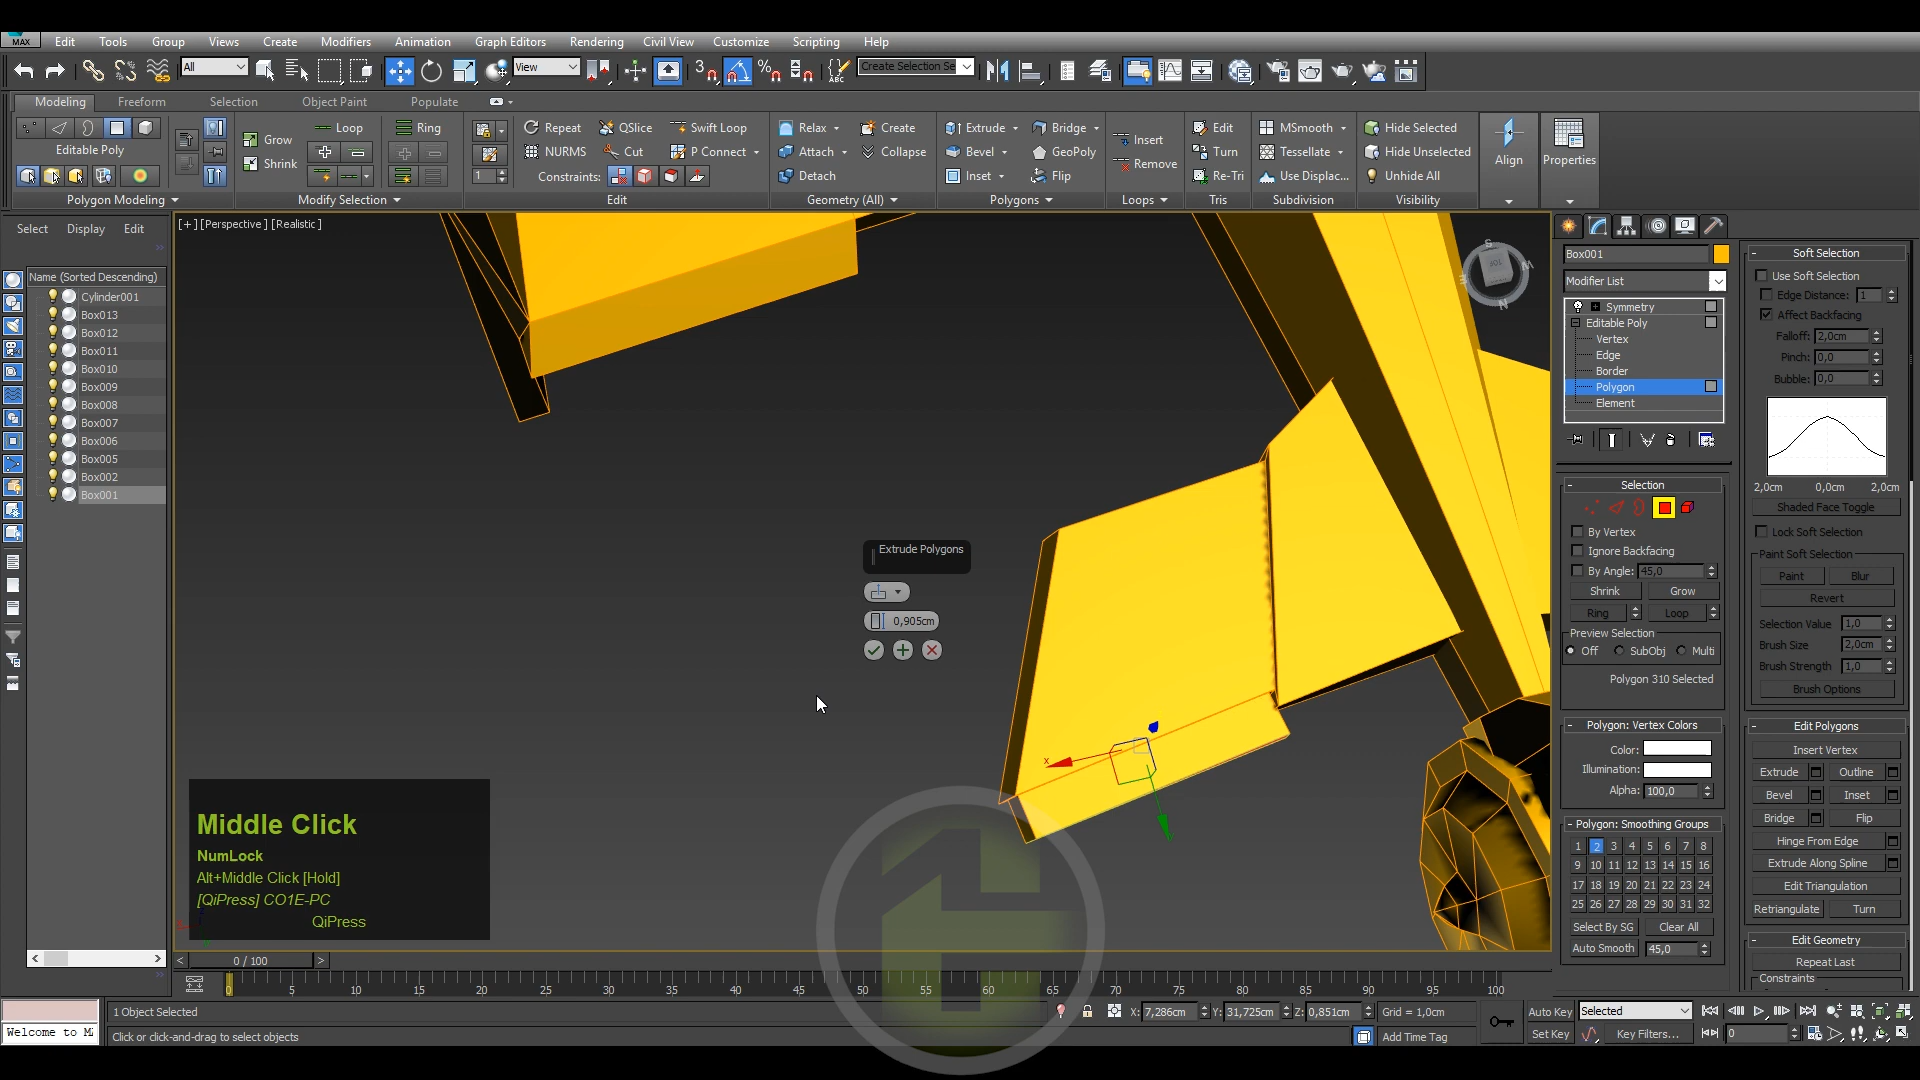 MAX
Edit Tools Group Views Create Modifiers Animation Graph Editors Rendering Civil View Customize Scripting Help
All View Create Selection Se
Modeling Freeform Selection Object Paint Populate
Loop Ring Repeat QSlice Swift Loop Relax Create Extrude Bridge Edit MSmooth Hide Selected
Grow Insert
Editable Poly NURMS Cut P Connect Attach Collapse Bevel GeoPoly Turn Tessellate Hide Unselected Align Properties
Shrink Remove
1 Constraints: Detach Inset Flip Re-Tri Use Displac... Unhide All
Polygon Modeling Modify Selection Edit Geometry (All) Polygons Loops Tris Subdivision Visibility
Select Display Edit
[+] [Perspective] [Realistic]
Name (Sorted Descending)
Cylinder001
Box013
Box012
Box011
Box010
Box009
Box008
Box007
Box006
Box005
Box002
Box001
Extrude Polygons
0,905cm
x
Middle Click
NumLock
Alt+Middle Click [Hold]
[QiPress] CO1E-PC
QiPress
Box001
Modifier List
Symmetry
Editable Poly
Vertex
Edge
Border
Polygon
Element
Selection
By Vertex
Ignore Backfacing
By Angle: 45,0
Shrink Grow
Ring Loop
Preview Selection
Off SubObj Multi
Polygon 310 Selected
Polygon: Vertex Colors
Color:
Illumination:
Alpha: 100,0
Polygon: Smoothing Groups
1 2 3 4 5 6 7 8
9 10 11 12 13 14 15 16
17 18 19 20 21 22 23 24
25 26 27 28 29 30 31 32
Select By SG Clear All
Auto Smooth 45,0
Soft Selection
Use Soft Selection
Edge Distance: 1
Affect Backfacing
Falloff: 2,0cm
Pinch: 0,0
Bubble: 0,0
2,0cm 0,0cm 2,0cm
Shaded Face Toggle
Lock Soft Selection
Paint Soft Selection
Paint Blur
Revert
Selection Value 1,0
Brush Size 2,0cm
Brush Strength 1,0
Brush Options
Edit Polygons
Insert Vertex
Extrude Outline
Bevel Inset
Bridge Flip
Hinge From Edge
Extrude Along Spline
Edit Triangulation
Retriangulate Turn
Edit Geometry
Repeat Last
Constraints
0 / 100
0 5 10 15 20 25 30 35 40 45 50 55 60 65 70 75 80 85 90 95 100
1 Object Selected X: 7,286cm Y: 31,725cm Z: 0,851cm Grid = 1,0cm Auto Key Selected
Welcome to Click or click-and-drag to select objects Add Time Tag Set Key Key Filters... 0